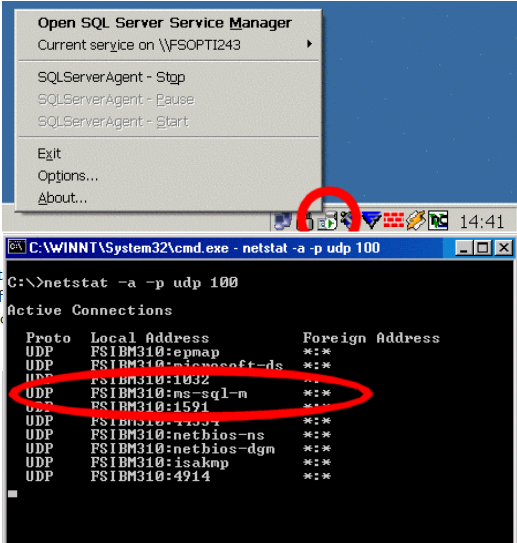 Open SQL Server Service Manager
Current service on \\FSOPTI243
SQLServerAgent - Stop
SQLServerAgent - Pause
SQLServerAgent - Start
Exit
Options...
About...
14:41
C:\WINNT\System32\cmd.exe - netstat -a -p udp 100
C:\>netstat -a -p udp 100
Active Connections
Proto Local Address Foreign Address
UDP FSIBM310:epmap *:*
UDP FSIBM310:microsoft-ds *:*
UDP FSIBM310:1032 *:*
UDP FSIBM310:ms-sql-m *:*
UDP FSIBM310:1591 *:*
UDP FSIBM310:44334 *:*
UDP FSIBM310:netbios-ns *:*
UDP FSIBM310:netbios-dgm *:*
UDP FSIBM310:isakmp *:*
UDP FSIBM310:4914 *:*